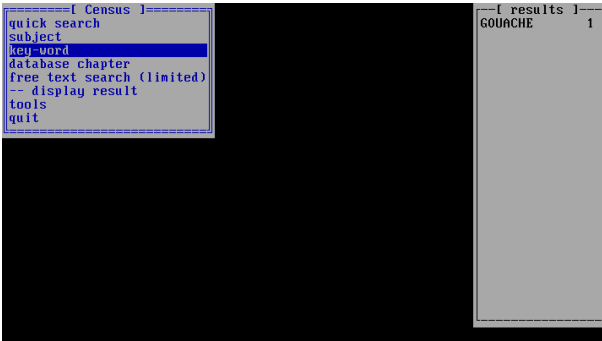 [ Census ]
quick search
subject
key-word
database chapter
free text search (limited)
-- display result
tools
quit
[ results ]
GOUACHE 1